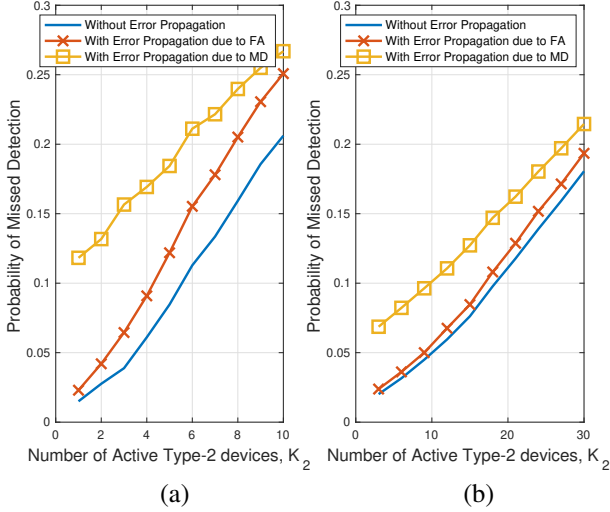 0.3
0.25
0.2
0.15
0.1
0.05
0
Probability of Missed Detection
Without Error Propagation
With Error Propagation due to FA
With Error Propagation due to MD
0 2 4 6 8 10
Number of Active Type-2 devices, K 2
(a)
0.3
0.25
0.2
0.15
0.1
0.05
0
Probability of Missed Detection
Without Error Propagation
With Error Propagation due to FA
With Error Propagation due to MD
0 10 20 30
Number of Active Type-2 devices, K 2
(b)